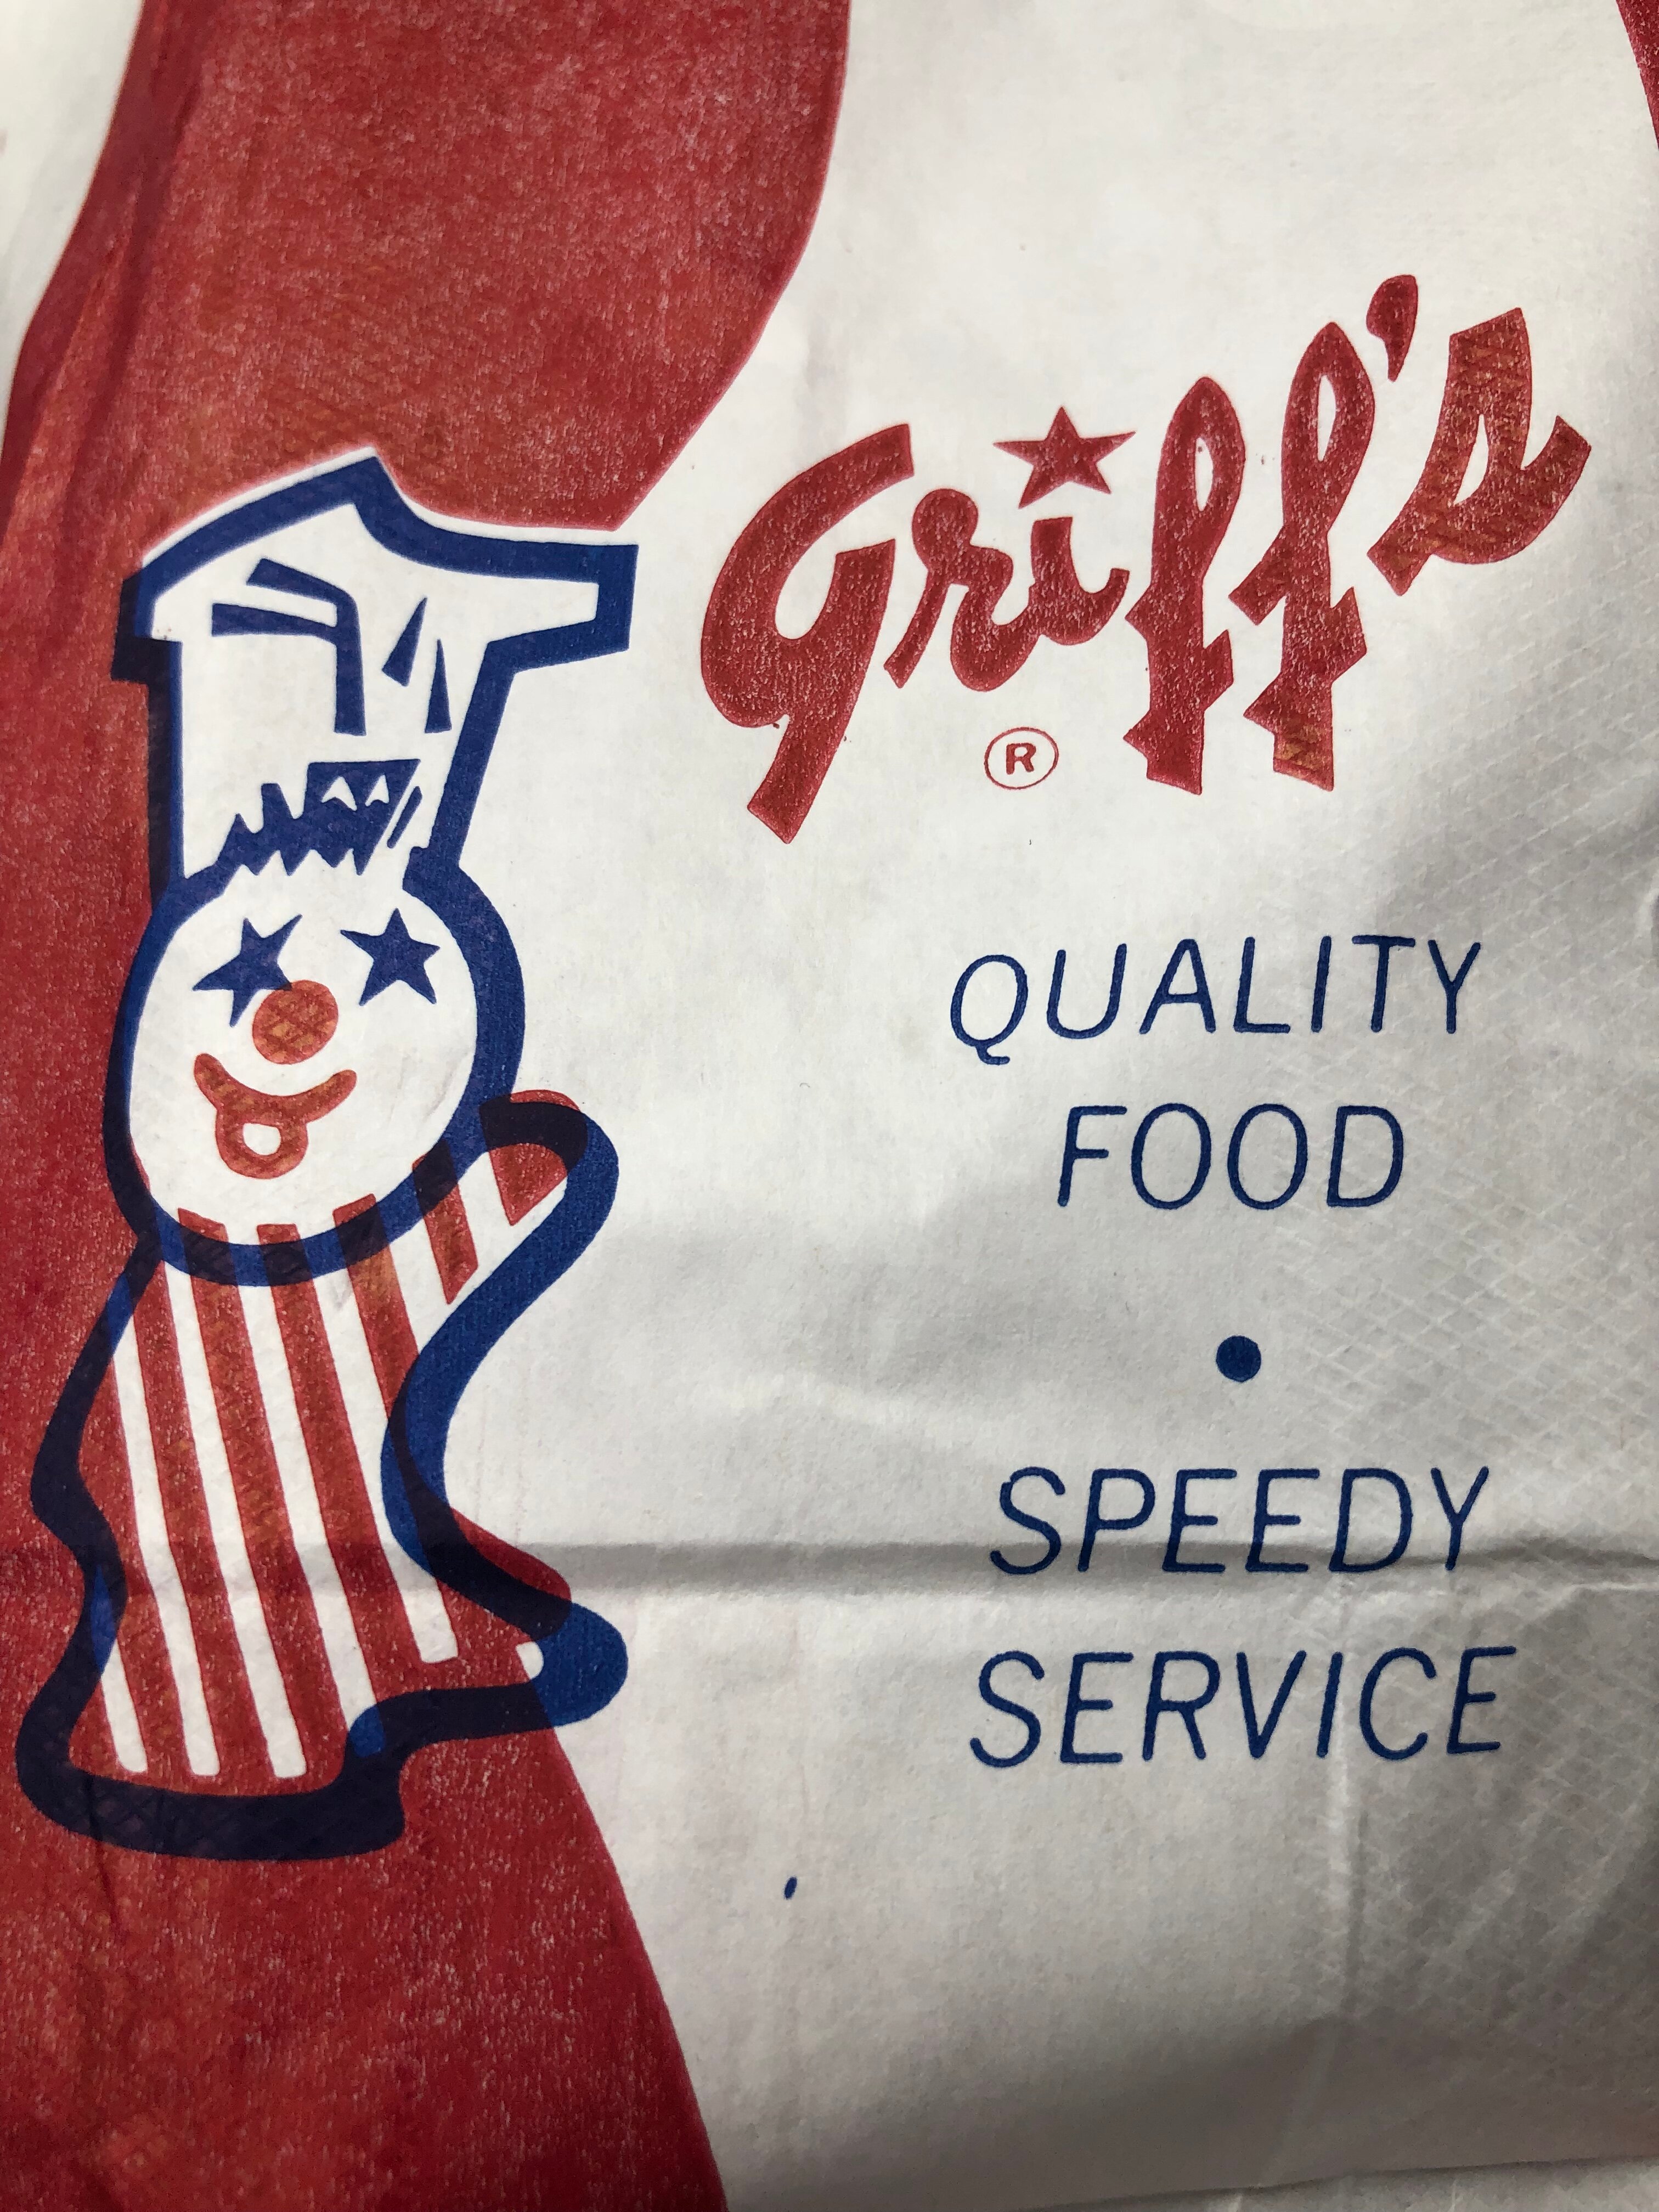 Griff's
®
QUALITY
FOOD
•
SPEEDY
SERVICE